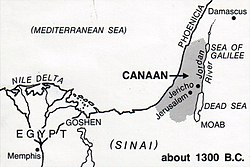 Damascus
(MEDITERRANEAN SEA)
PHOENICIA
SEA OF
GALILEE
CANAAN
Jordan
River
NILE DELTA
Jericho
Jerusalem
DEAD SEA
GOSHEN
MOAB
EGYPT
(SINAI)
Memphis
about 1300 B.C.